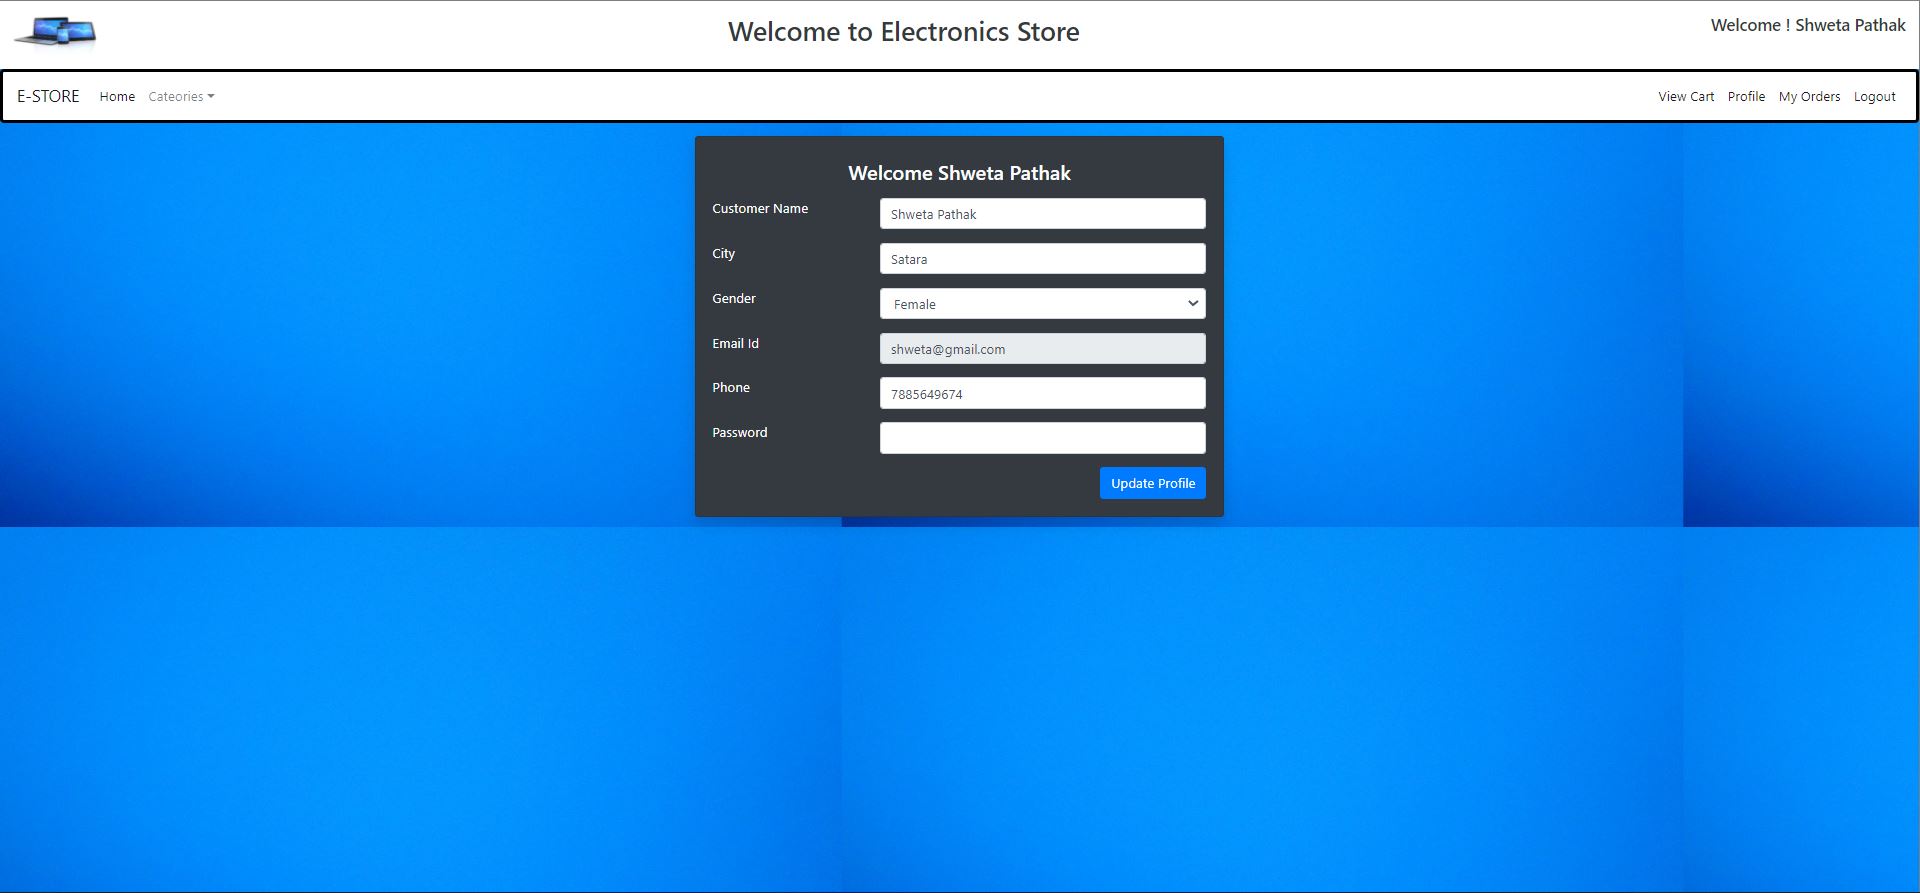 Welcome to Electronics Store
Welcome ! Shweta Pathak
E-STORE Home Cateories View Cart Profile My Orders Logout
Welcome Shweta Pathak
Customer Name Shweta Pathak
City Satara
Gender Female
Email Id shweta@gmail.com
Phone 7885649674
Password
Update Profile